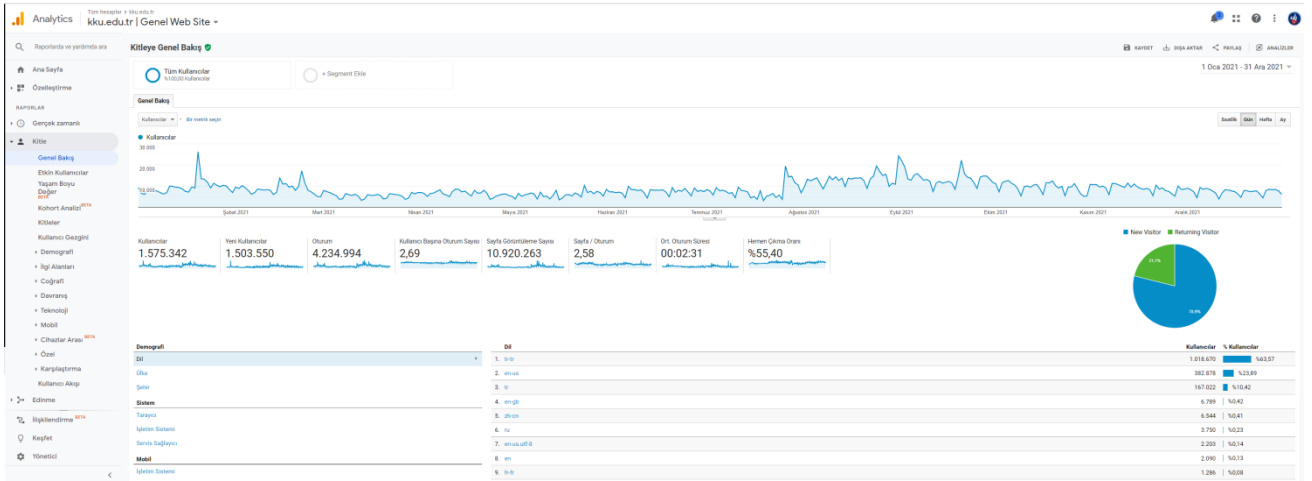 Analytics
Tüm hesaplar > kku.edu.tr
kku.edu.tr | Genel Web Site
2
Raporlarda ve yardımda ara
Ana Sayfa
Özelleştirme
RAPORLAR
Gerçek zamanlı
Kitle
Genel Bakış
Etkin Kullanıcılar
Yaşam Boyu
Değer
BETA
Kohort Analizi BETA
Kitleler
Kullanıcı Gezgini
Demografi
İlgi Alanları
Coğrafi
Davranış
Teknoloji
Mobil
Cihazlar Arası BETA
Özel
Karşılaştırma
Kullanıcı Akışı
Edinme
İlişkilendirme BETA
Keşfet
Yönetici
Kitleye Genel Bakış
KAYDET
DIŞA AKTAR
PAYLAŞ
ANALİZLER
Tüm Kullanıcılar
%100,00 Kullanıcılar
+ Segment Ekle
1 Oca 2021 - 31 Ara 2021
Genel Bakış
Kullanıcılar
Bir metrik seçin
Saatlik Gün Hafta Ay
Kullanıcılar
30.000
20.000
10.000
Şubat 2021 Mart 2021 Nisan 2021 Mayıs 2021 Haziran 2021 Temmuz 2021 Ağustos 2021 Eylül 2021 Ekim 2021 Kasım 2021 Aralık 2021
Kullanıcılar
1.575.342
Yeni Kullanıcılar
1.503.550
Oturum
4.234.994
Kullanıcı Başına Oturum Sayısı
2,69
Sayfa Görüntüleme Sayısı
10.920.263
Sayfa / Oturum
2,58
Ort. Oturum Süresi
00:02:31
Hemen Çıkma Oranı
%55,40
New Visitor Returning Visitor
21,1%
78,9%
Demografi
Dil
Ülke
Şehir
Sistem
Tarayıcı
İşletim Sistemi
Servis Sağlayıcı
Mobil
İşletim Sistemi
Dil Kullanıcılar % Kullanıcılar
1. tr-tr 1.018.670 %63,57
2. en-us 382.878 %23,89
3. tr 167.022 %10,42
4. en-gb 6.789 %0,42
5. zh-cn 6.544 %0,41
6. ru 3.750 %0,23
7. en-us.utf-8 2.203 %0,14
8. en 2.090 %0,13
9. 1.286 %0,08